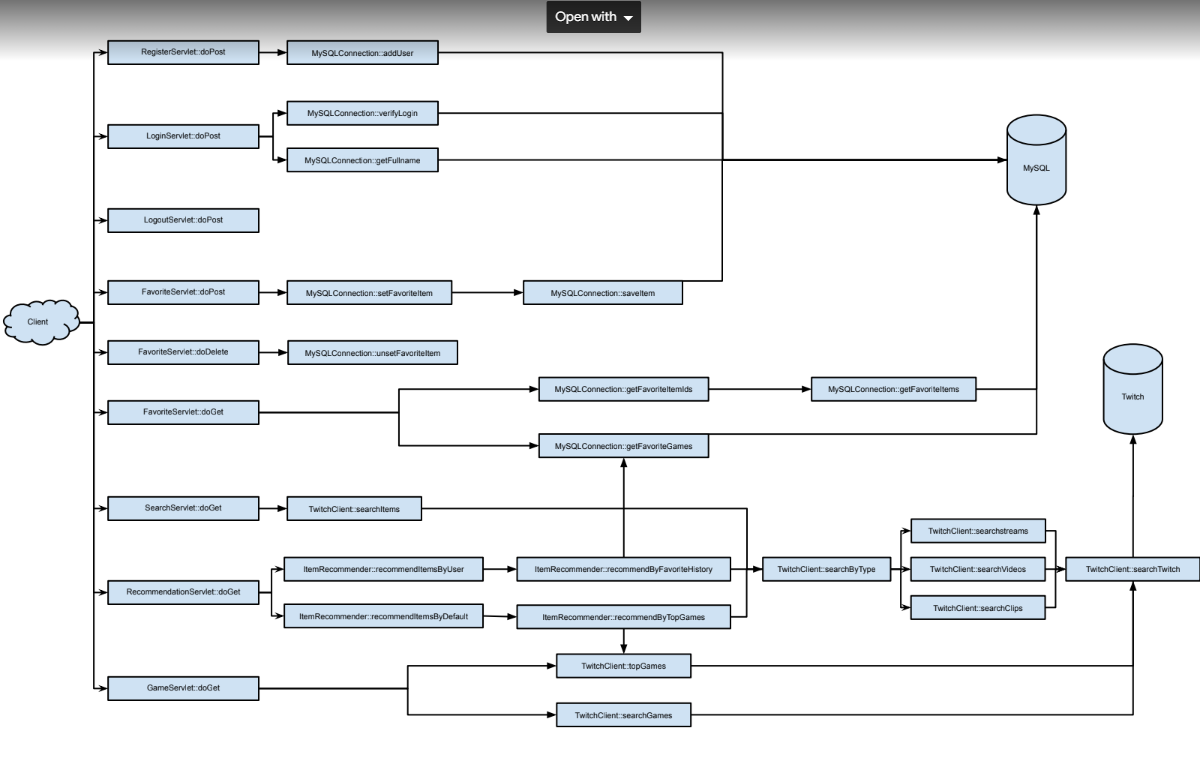 Open with
RegisterServlet::doPost
MySQLConnection::addUser
MySQLConnection::verifyLogin
LoginServlet::doPost
MySQLConnection::getFullname
MySQL
LogoutServlet::doPost
FavoriteServlet::doPost
MySQLConnection::setFavoriteItem
MySQLConnection::saveItem
Client
FavoriteServlet::doDelete
MySQLConnection::unsetFavoriteItem
MySQLConnection::getFavoriteItemIds
MySQLConnection::getFavoriteItems
Twitch
FavoriteServlet::doGet
MySQLConnection::getFavoriteGames
SearchServlet::doGet
TwitchClient::searchItems
TwitchClient::searchstreams
ItemRecommender::recommendItemsByUser
ItemRecommender::recommendByFavoriteHistory
TwitchClient::searchByType
TwitchClient::searchVideos
TwitchClient::searchTwitch
RecommendationServlet::doGet
TwitchClient::searchClips
ItemRecommender::recommendItemsByDefault
ItemRecommender::recommendByTopGames
TwitchClient::topGames
GameServlet::doGet
TwitchClient::searchGames